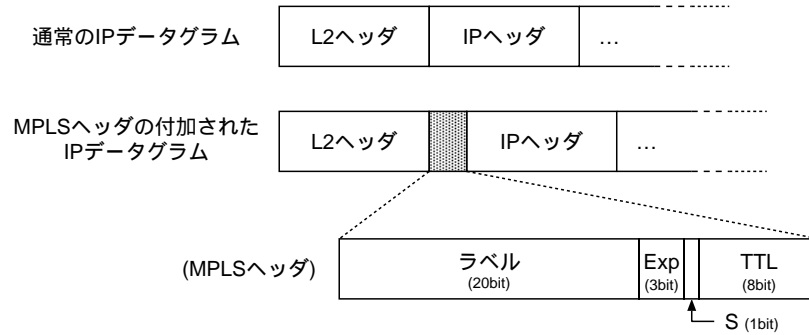 通常のIPデータグラム
L2ヘッダ
IPヘッダ
…
MPLSヘッダの付加された
IPデータグラム
L2ヘッダ
IPヘッダ
…
(MPLSヘッダ)
ラベル
(20bit)
Exp
(3bit)
TTL
(8bit)
S (1bit)